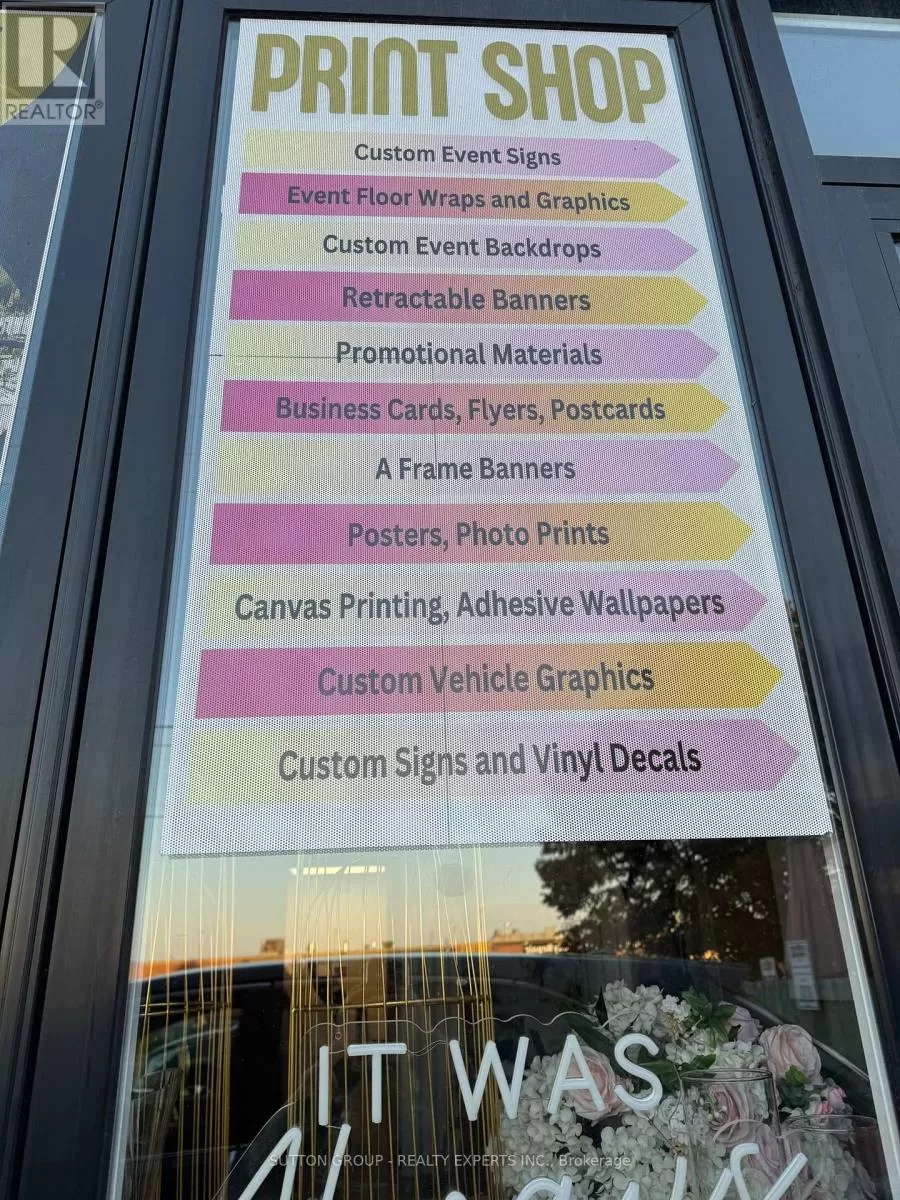 LR
REALTOR®
PRINT SHOP
Custom Event Signs
Event Floor Wraps and Graphics
Custom Event Backdrops
Retractable Banners
Promotional Materials
Business Cards, Flyers, Postcards
A Frame Banners
Posters, Photo Prints
Canvas Printing, Adhesive Wallpapers
Custom Vehicle Graphics
Custom Signs and Vinyl Decals
IT WAS
SUTTON GROUP - REALTY EXPERTS INC., Brokerage